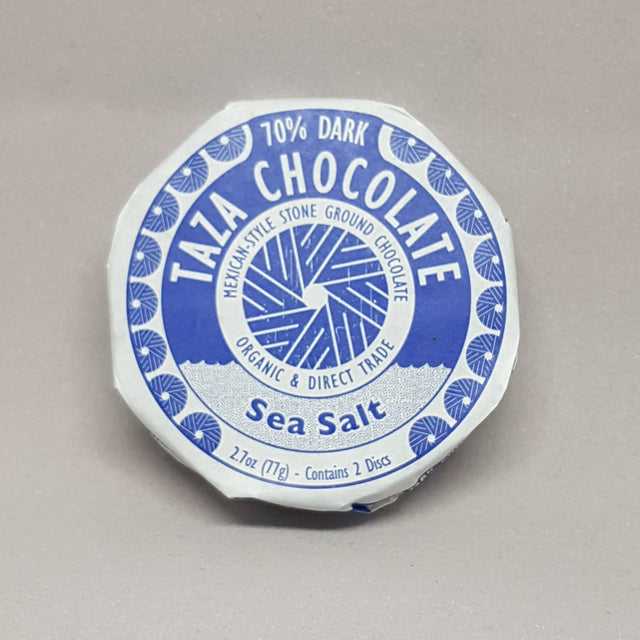 70% DARK
TAZA CHOCOLATE
MEXICAN-STYLE STONE GROUND CHOCOLATE
ORGANIC & DIRECT TRADE
Sea Salt
2.7oz (77g) - Contains 2 Discs